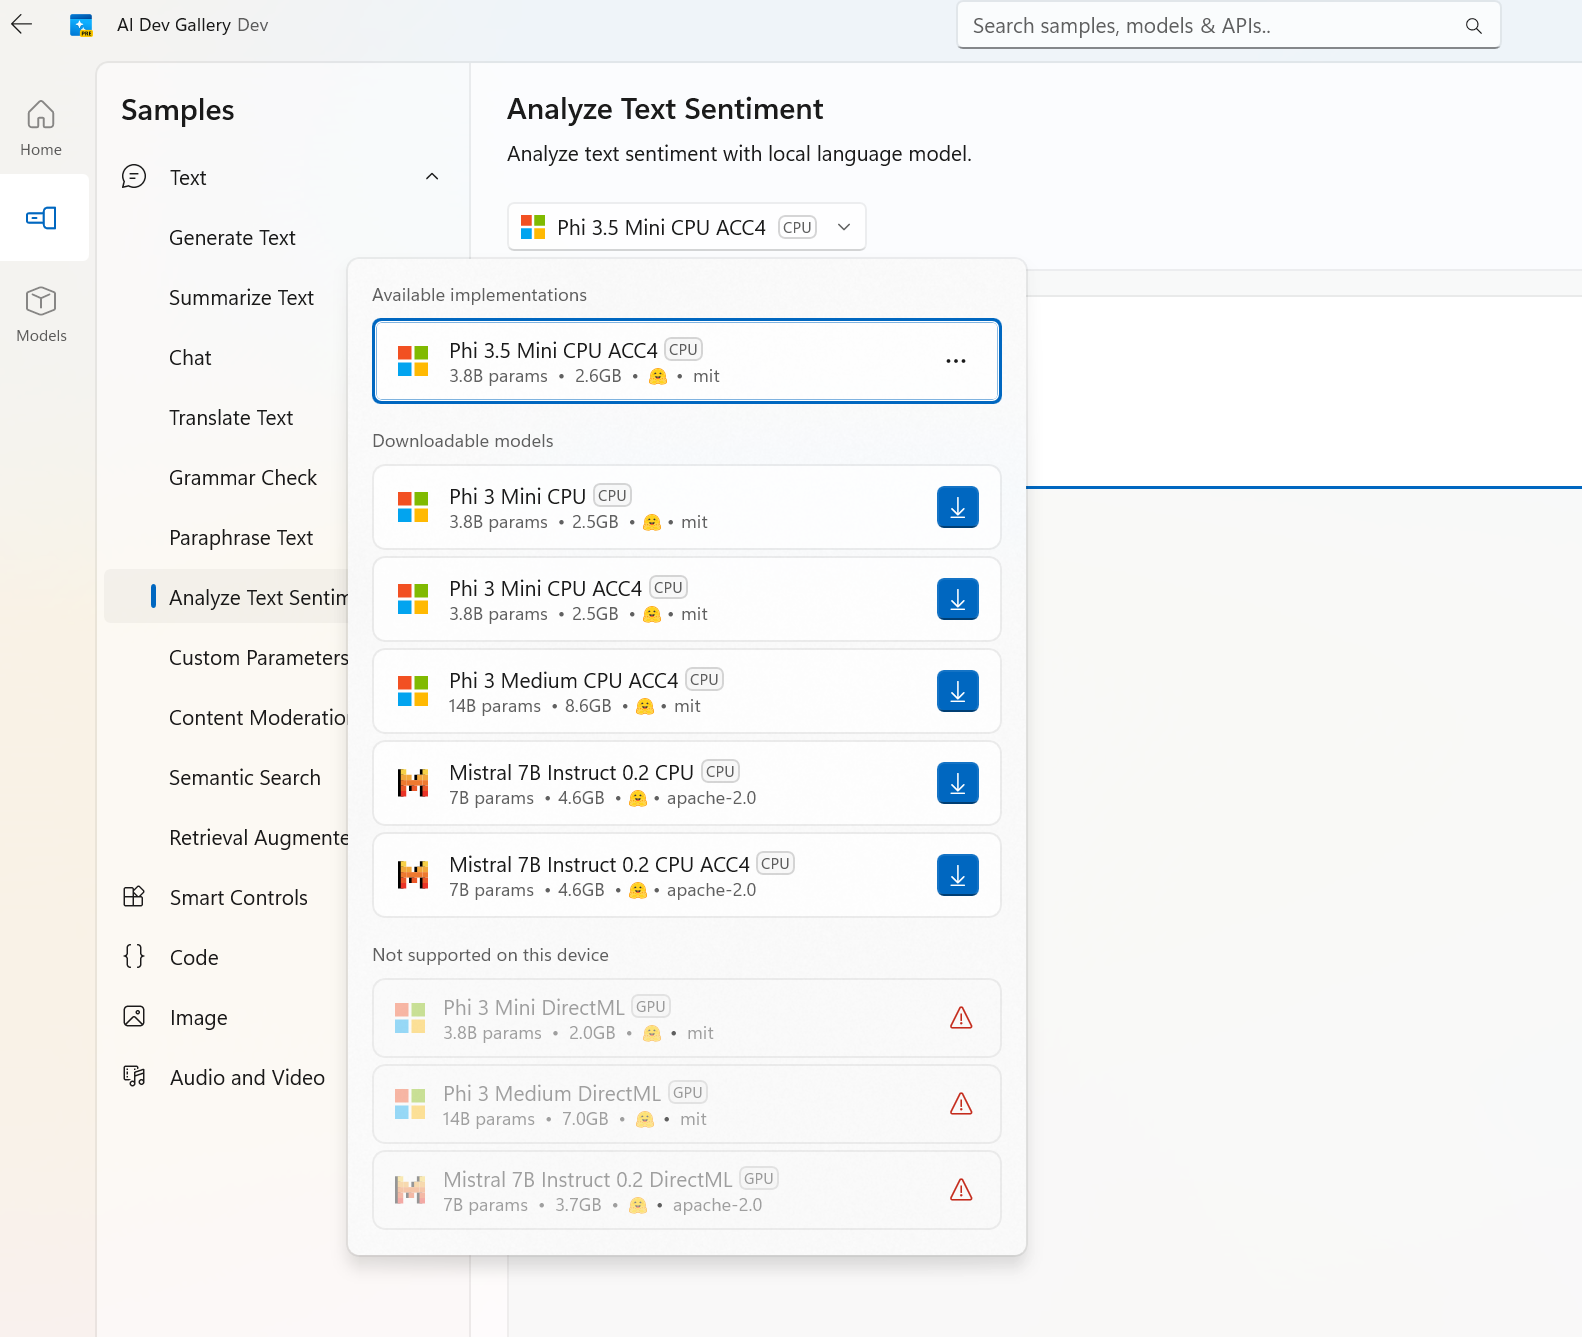 AI Dev Gallery Dev
Search samples, models & APIs..
Home
Models
Samples
Text
Generate Text
Summarize Text
Chat
Translate Text
Grammar Check
Paraphrase Text
Analyze Text Sentim
Custom Parameters
Content Moderatio
Semantic Search
Retrieval Augmente
Smart Controls
Code
Image
Audio and Video
Analyze Text Sentiment
Analyze text sentiment with local language model.
Phi 3.5 Mini CPU ACC4 CPU
Available implementations
Phi 3.5 Mini CPU ACC4 CPU
3.8B params • 2.6GB • 🤗 • mit
Downloadable models
Phi 3 Mini CPU CPU
3.8B params • 2.5GB • 🤗 • mit
Phi 3 Mini CPU ACC4 CPU
3.8B params • 2.5GB • 🤗 • mit
Phi 3 Medium CPU ACC4 CPU
14B params • 8.6GB • 🤗 • mit
Mistral 7B Instruct 0.2 CPU CPU
7B params • 4.6GB • 🤗 • apache-2.0
Mistral 7B Instruct 0.2 CPU ACC4 CPU
7B params • 4.6GB • 🤗 • apache-2.0
Not supported on this device
Phi 3 Mini DirectML GPU
3.8B params • 2.0GB • 🤗 • mit
Phi 3 Medium DirectML GPU
14B params • 7.0GB • 🤗 • mit
Mistral 7B Instruct 0.2 DirectML GPU
7B params • 3.7GB • 🤗 • apache-2.0